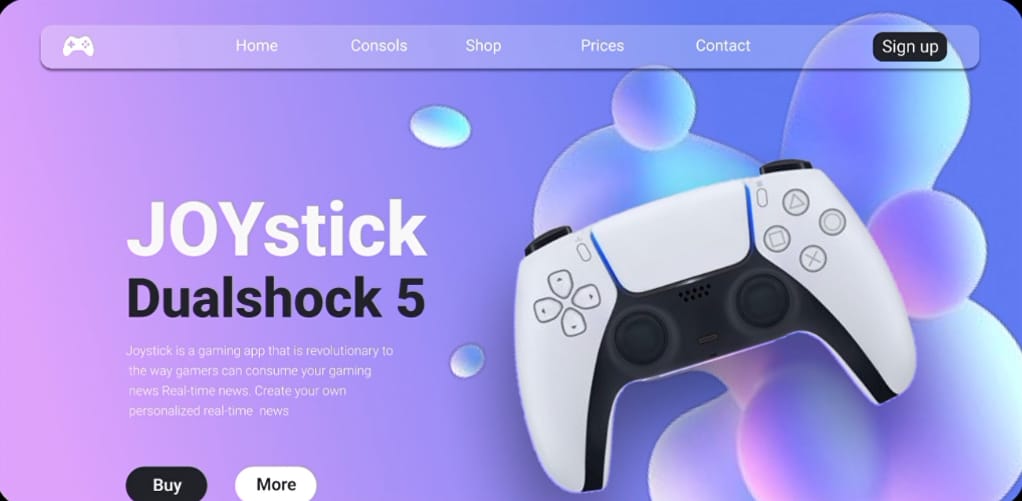 Home
Consols
Shop
Prices
Contact
Sign up
JOYstick
Dualshock 5
Joystick is a gaming app that is revolutionary to
the way gamers can consume your gaming
news Real-time news. Create your own
personalized real-time news
Buy
More